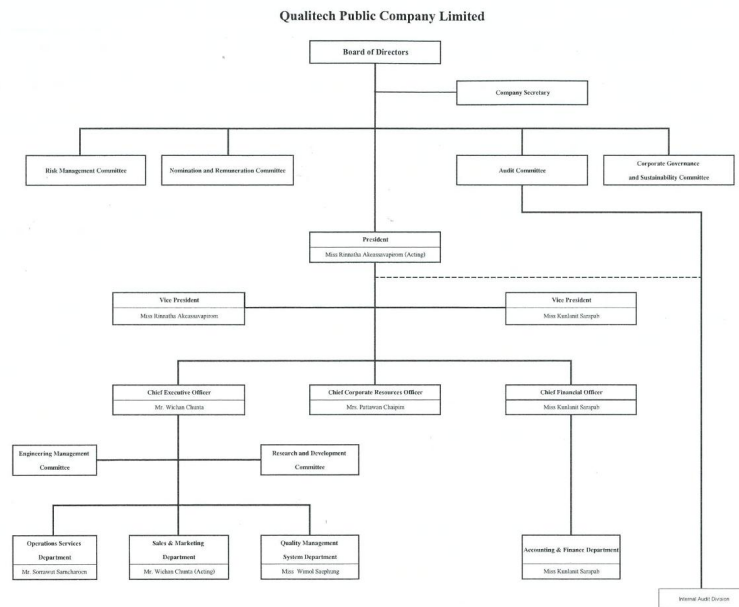 Qualitech Public Company Limited
Board of Directors
Company Secretary
Risk Management Committee
Nomination and Remuneration Committee
Audit Committee
Corporate Governance
and Sustainability Committee
President
Miss Rinnatha Akeassavapirom (Acting)
Vice President
Miss Rinnatha Akeassavapirom
Vice President
Miss Kunlanit Sarapab
Chief Executive Officer
Mr. Wichan Chunta
Chief Corporate Resources Officer
Mrs. Pattawan Chaipim
Chief Financial Officer
Miss Kunlanit Sarapab
Engineering Management
Committee
Research and Development
Committee
Operations Services
Department
Mr. Sorrawut Samcharoen
Sales & Marketing
Department
Mr. Wichan Chunta (Acting)
Quality Management
System Department
Miss Wimol Saephung
Accounting & Finance Department
Miss Kunlanit Sarapab
Internal Audit Division